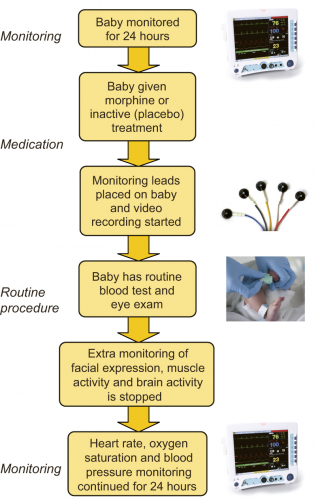 Monitoring
Baby monitored
for 24 hours
76
100
Baby given
morphine or
inactive (placebo)
treatment
Medication
Monitoring leads
placed on baby
and video
recording started
Routine
procedure
Baby has routine
blood test and
eye exam
Extra monitoring of
facial expression, muscle
activity and brain activity
is stopped
Monitoring
Heart rate, oxygen
saturation and blood
pressure monitoring
continued for 24 hours